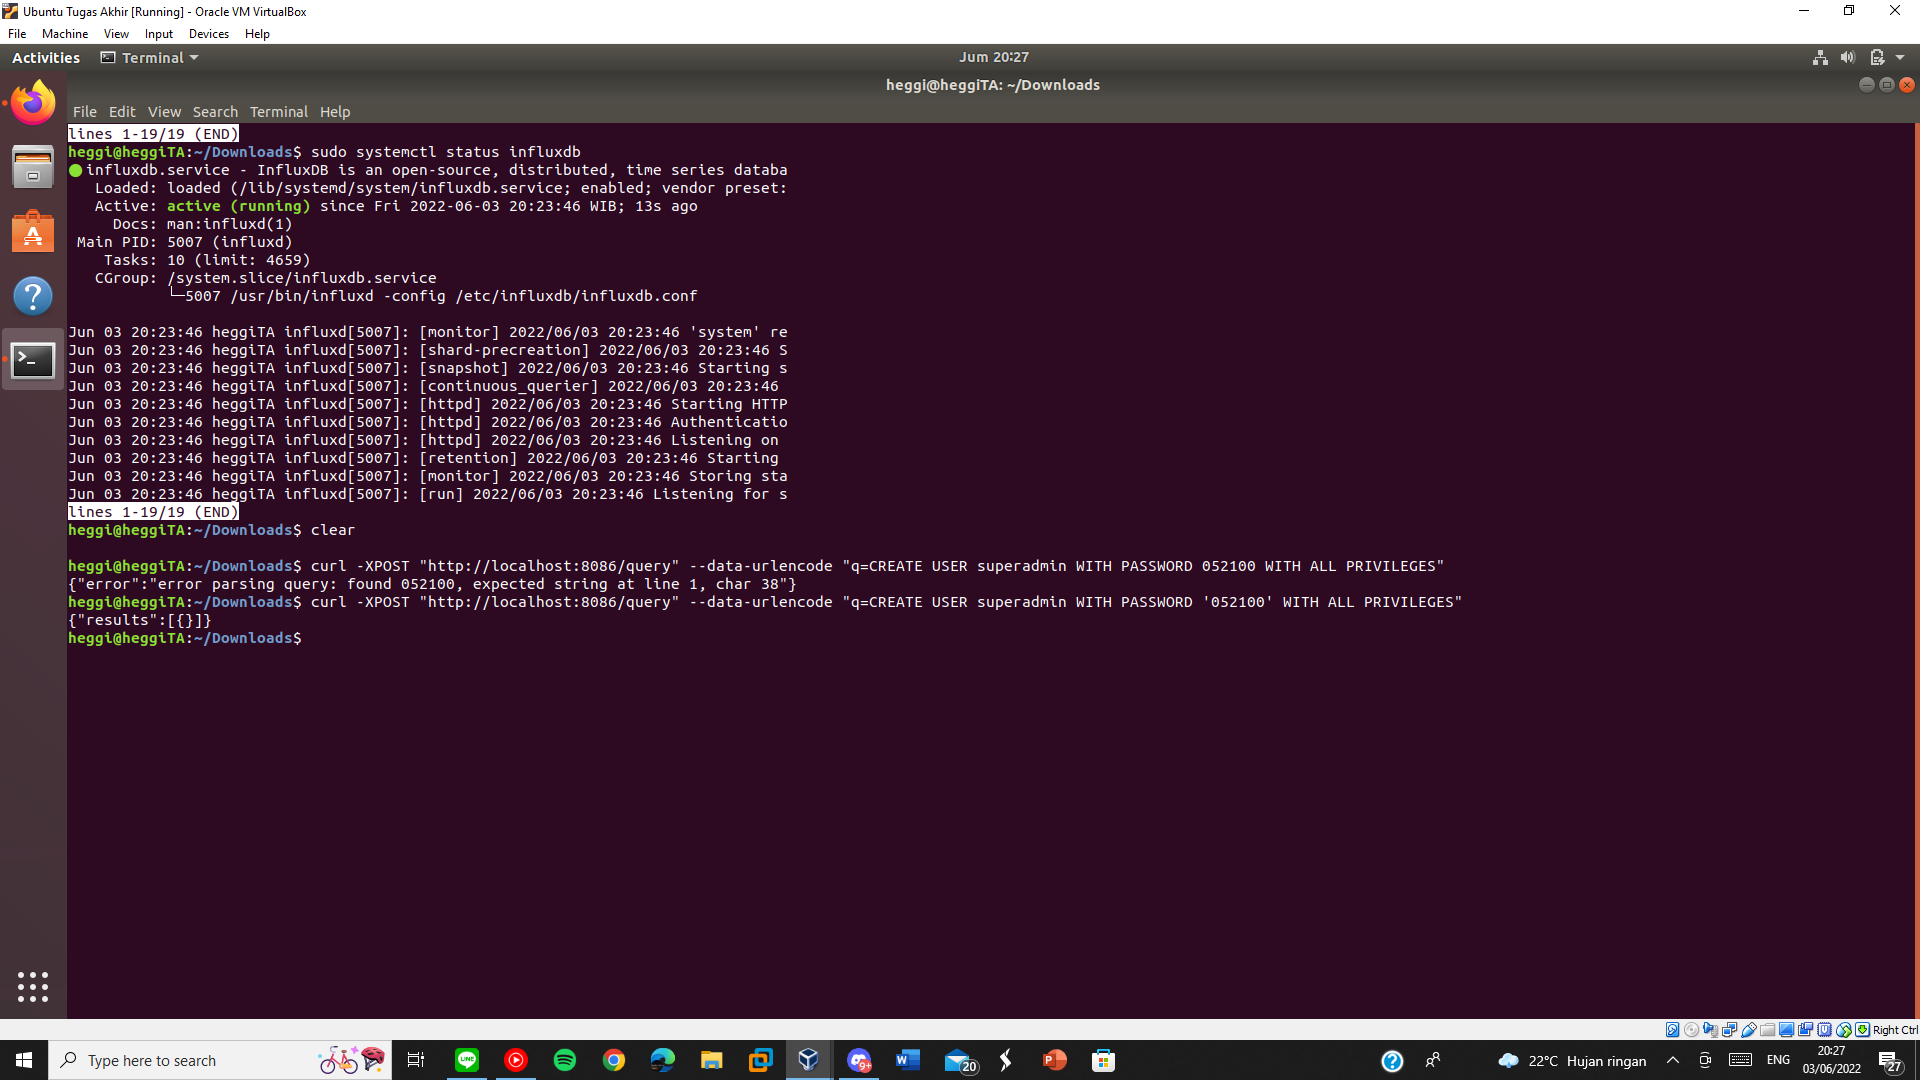 Ubuntu Tugas Akhir [Running] - Oracle VM VirtualBox
File Machine View Input Devices Help
Activities Terminal Jum 20:27
heggi@heggiTA: ~/Downloads
File Edit View Search Terminal Help
lines 1-19/19 (END)
heggi@heggiTA:~/Downloads$ sudo systemctl status influxdb
influxdb.service - InfluxDB is an open-source, distributed, time series databa
Loaded: loaded (/lib/systemd/system/influxdb.service; enabled; vendor preset:
Active: active (running) since Fri 2022-06-03 20:23:46 WIB; 13s ago
Docs: man:influxd(1)
Main PID: 5007 (influxd)
Tasks: 10 (limit: 4659)
CGroup: /system.slice/influxdb.service
└─5007 /usr/bin/influxd -config /etc/influxdb/influxdb.conf
Jun 03 20:23:46 heggiTA influxd[5007]: [monitor] 2022/06/03 20:23:46 'system' re
Jun 03 20:23:46 heggiTA influxd[5007]: [shard-precreation] 2022/06/03 20:23:46 S
Jun 03 20:23:46 heggiTA influxd[5007]: [snapshot] 2022/06/03 20:23:46 Starting s
Jun 03 20:23:46 heggiTA influxd[5007]: [continuous_querier] 2022/06/03 20:23:46
Jun 03 20:23:46 heggiTA influxd[5007]: [httpd] 2022/06/03 20:23:46 Starting HTTP
Jun 03 20:23:46 heggiTA influxd[5007]: [httpd] 2022/06/03 20:23:46 Authenticatio
Jun 03 20:23:46 heggiTA influxd[5007]: [httpd] 2022/06/03 20:23:46 Listening on
Jun 03 20:23:46 heggiTA influxd[5007]: [retention] 2022/06/03 20:23:46 Starting
Jun 03 20:23:46 heggiTA influxd[5007]: [monitor] 2022/06/03 20:23:46 Storing sta
Jun 03 20:23:46 heggiTA influxd[5007]: [run] 2022/06/03 20:23:46 Listening for s
lines 1-19/19 (END)
heggi@heggiTA:~/Downloads$ clear
heggi@heggiTA:~/Downloads$ curl -XPOST "http://localhost:8086/query" --data-urlencode "q=CREATE USER superadmin WITH PASSWORD 052100 WITH ALL PRIVILEGES"
{"error":"error parsing query: found 052100, expected string at line 1, char 38"}
heggi@heggiTA:~/Downloads$ curl -XPOST "http://localhost:8086/query" --data-urlencode "q=CREATE USER superadmin WITH PASSWORD '052100' WITH ALL PRIVILEGES"
{"results":[{}]}
heggi@heggiTA:~/Downloads$
Right Ctrl
Type here to search
LINE
9+
20
22°C Hujan ringan
ENG
20:27
03/06/2022
27